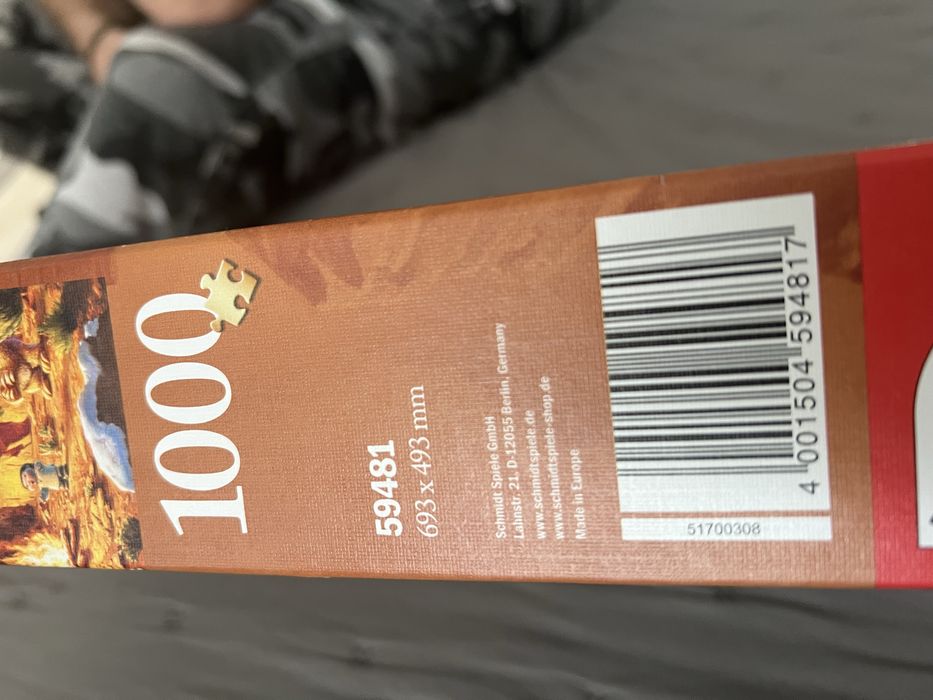 1000
59481
693 x 493 mm
Schmidt Spiele GmbH
Lahnstr. 21, D-12055 Berlin, Germany
www.schmidtspiele.de
www.schmidtspiele-shop.de
Made in Europe
4 001504 594817
51700308